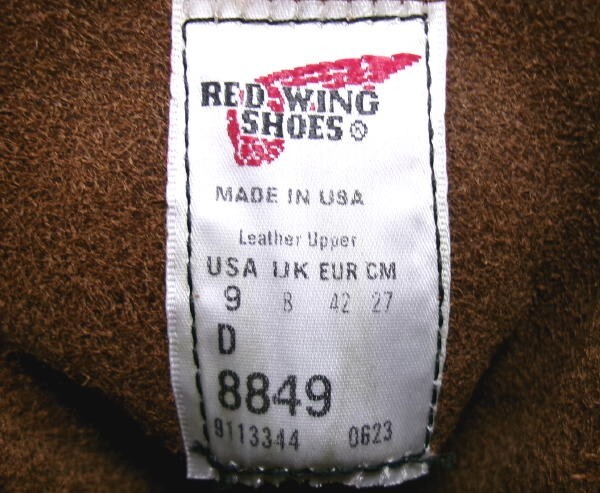 RED WING
SHOES®
MADE IN USA
Leather Upper
USA UK EUR CM
9 8 42 27
D
8849
9113344 0623